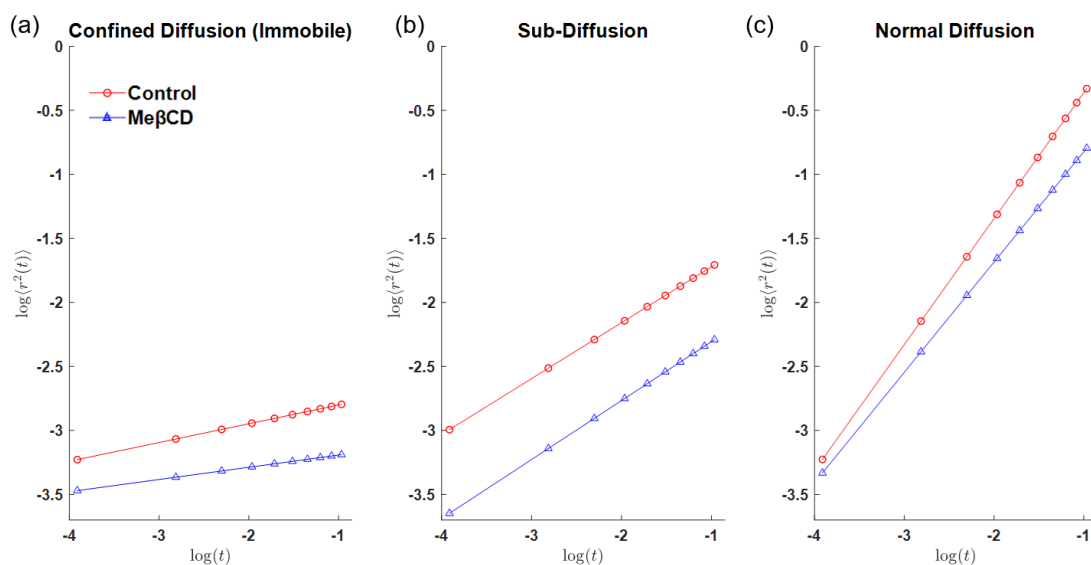 (a) Confined Diffusion (Immobile)
0
-0.5
-1
-1.5
-2
-2.5
-3
-3.5
log⟨r²(t)⟩
Control
MeβCD
-4 -3 -2 -1
log(t)
(b) Sub-Diffusion
0
-0.5
-1
-1.5
-2
-2.5
-3
-3.5
log⟨r²(t)⟩
-4 -3 -2 -1
log(t)
(c) Normal Diffusion
0
-0.5
-1
-1.5
-2
-2.5
-3
-3.5
log⟨r²(t)⟩
-4 -3 -2 -1
log(t)